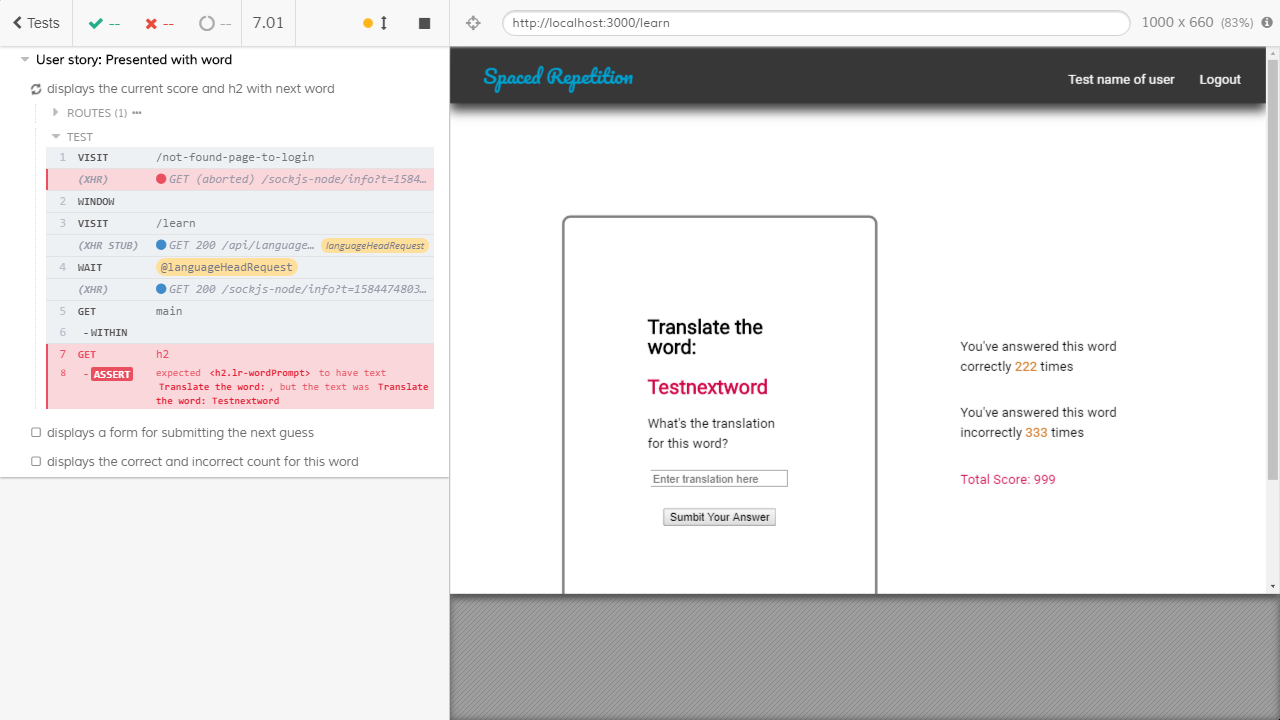 Tests
--
--
--
7.01
http://localhost:3000/learn
1000 x 660 (83%)
User story: Presented with word
displays the current score and h2 with next word
ROUTES (1)
TEST
1 VISIT /not-found-page-to-login
(XHR) GET (aborted) /sockjs-node/info?t=1584…
2 WINDOW
3 VISIT /learn
(XHR STUB) GET 200 /api/language… languageHeadRequest
4 WAIT @languageHeadRequest
(XHR) GET 200 /sockjs-node/info?t=1584474803…
5 GET main
6 -WITHIN
7 GET h2
8 -ASSERT expected <h2.lr-wordPrompt> to have text
Translate the word: , but the text was Translate
the word: Testnextword
displays a form for submitting the next guess
displays the correct and incorrect count for this word
Spaced Repetition
Test name of user
Logout
Translate the
word:
Testnextword
What's the translation
for this word?
Enter translation here
Sumbit Your Answer
You've answered this word
correctly 222 times
You've answered this word
incorrectly 333 times
Total Score: 999